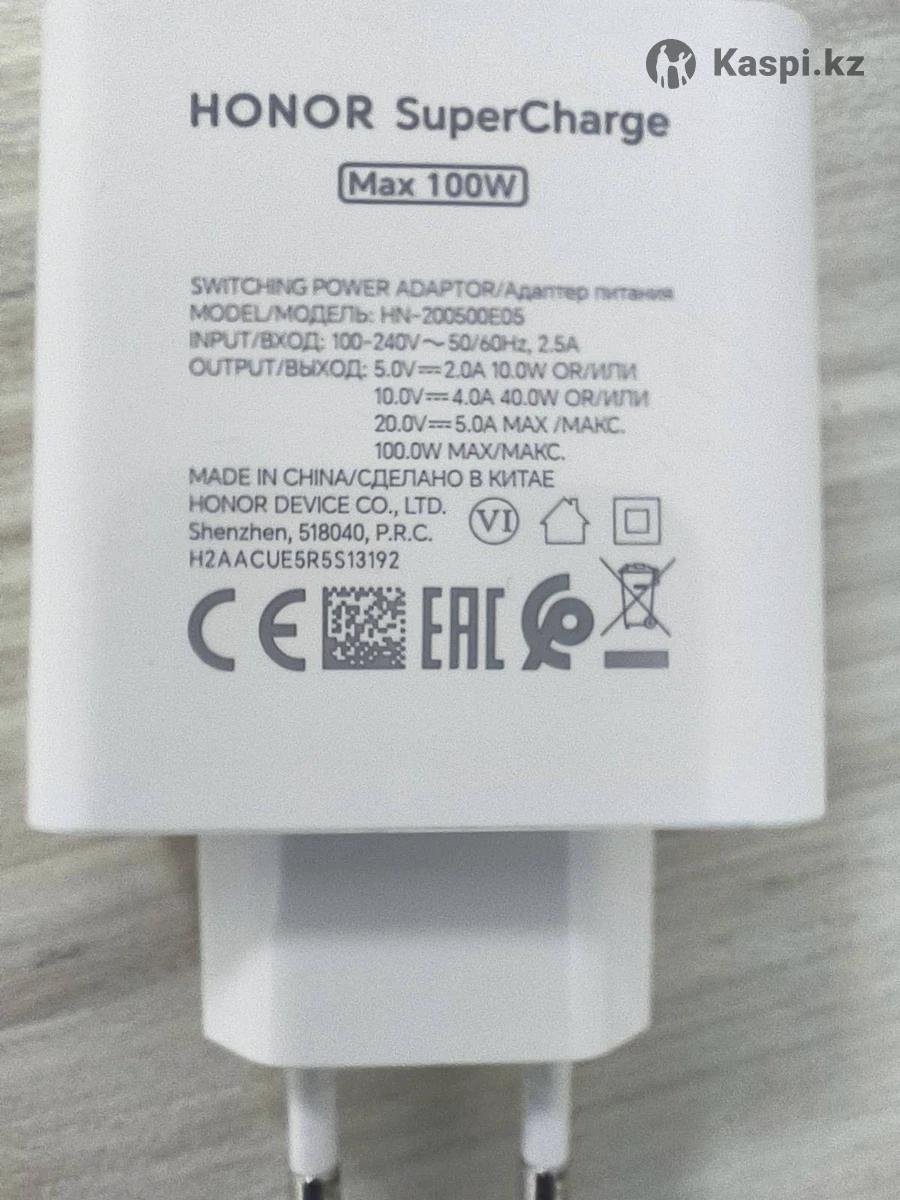 Kaspi.kz
HONOR SuperCharge
Max 100W
SWITCHING POWER ADAPTOR/Адаптер питания
MODEL/МОДЕЛЬ: HN-200500E05
INPUT/ВХОД: 100-240V～50/60Hz, 2.5A
OUTPUT/ВЫХОД: 5.0V⎓2.0A 10.0W OR/ИЛИ
10.0V⎓4.0A 40.0W OR/ИЛИ
20.0V⎓5.0A MAX /МАКС.
100.0W MAX/МАКС.
MADE IN CHINA/СДЕЛАНО В КИТАЕ
HONOR DEVICE CO., LTD.
Shenzhen, 518040, P.R.C.
H2AACUE5R5S13192
VI
CE EAC